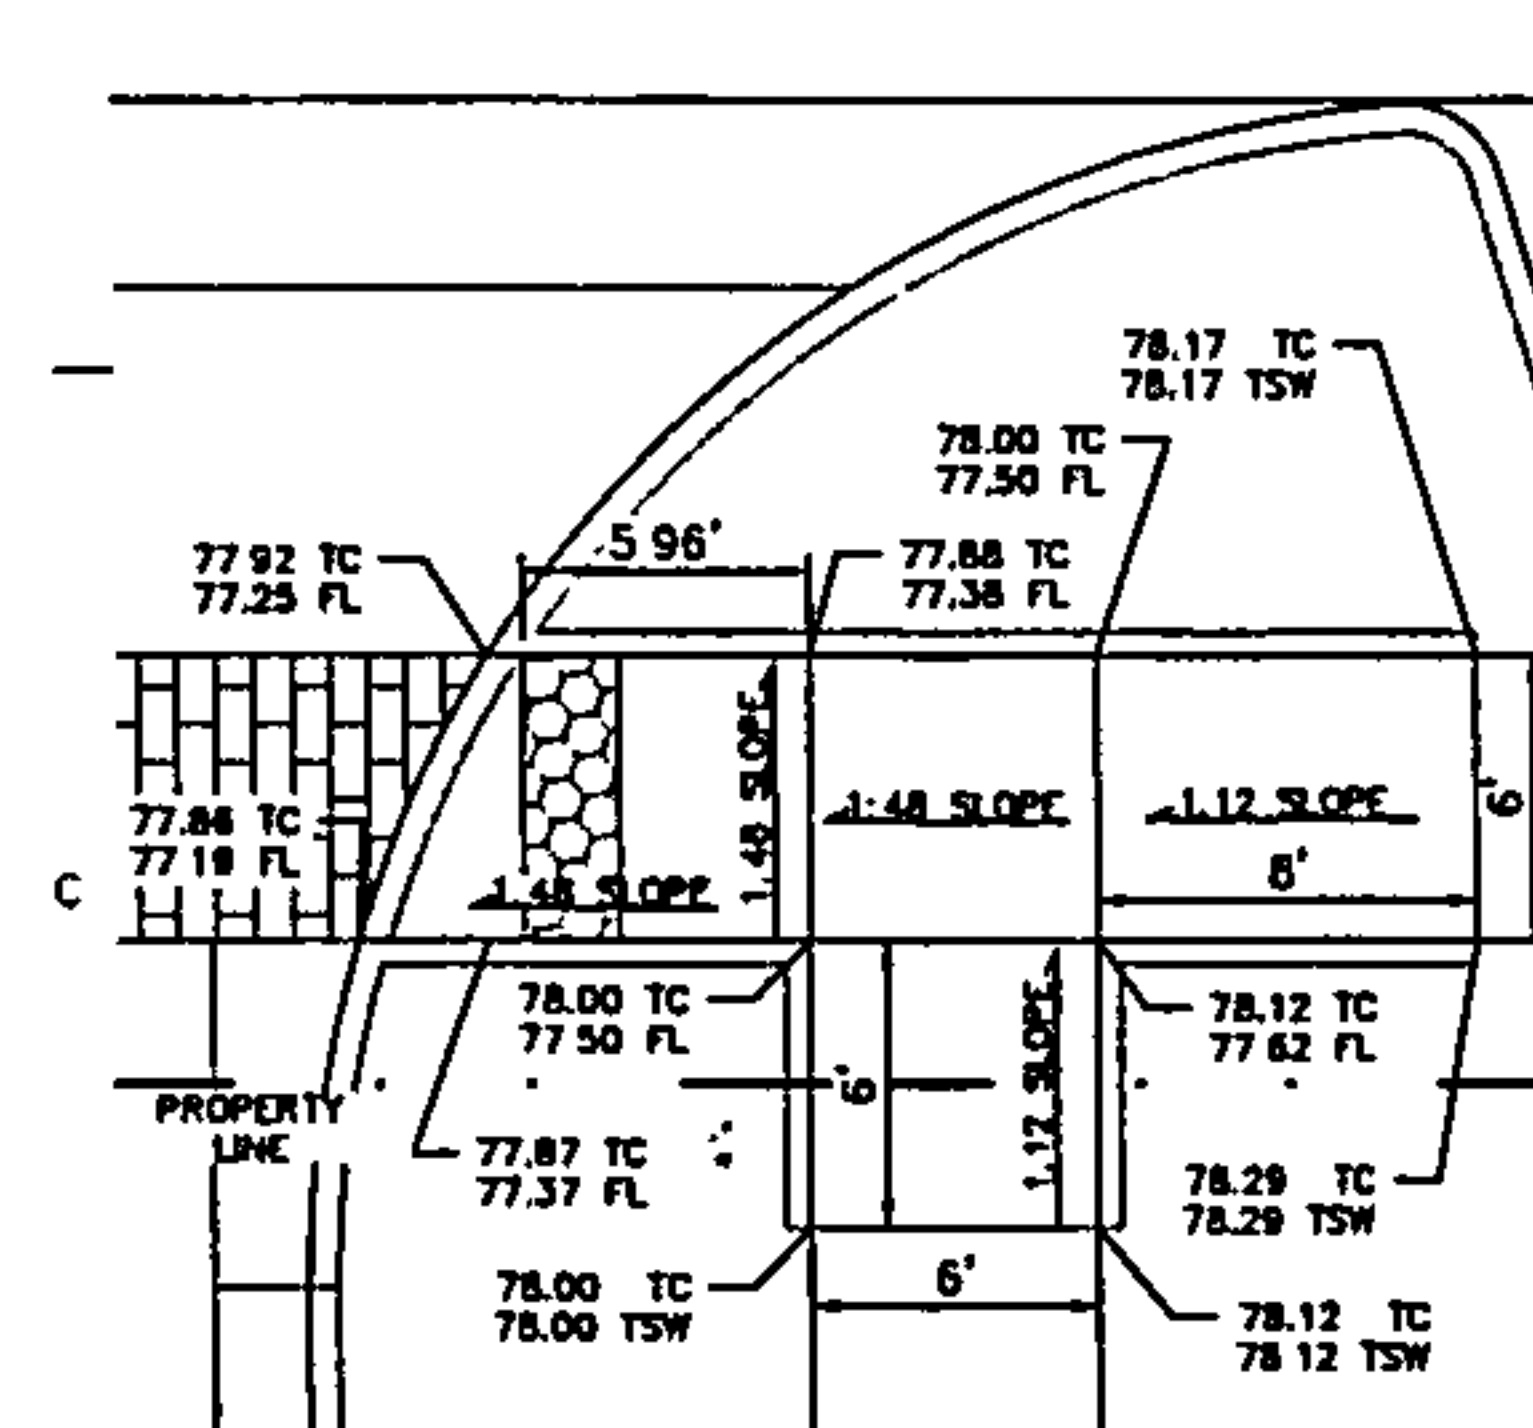 78.17 TC
78.17 TSW
78.00 TC
77.50 FL
5 96'
77 92 TC
77.25 FL
77.88 TC
77.38 FL
1.48 SLOPE
1:48 SLOPE
1.12 SLOPE
6'
77.86 TC
77 19 FL
8'
C
1.48 SLOPE
78.00 TC
77 50 FL
78.12 TC
77 62 FL
6'
1.12 SLOPE
PROPERTY
LINE
77.87 TC
77.37 FL
78.29 TC
78.29 TSW
78.00 TC
78.00 TSW
6'
78.12 TC
78 12 TSW